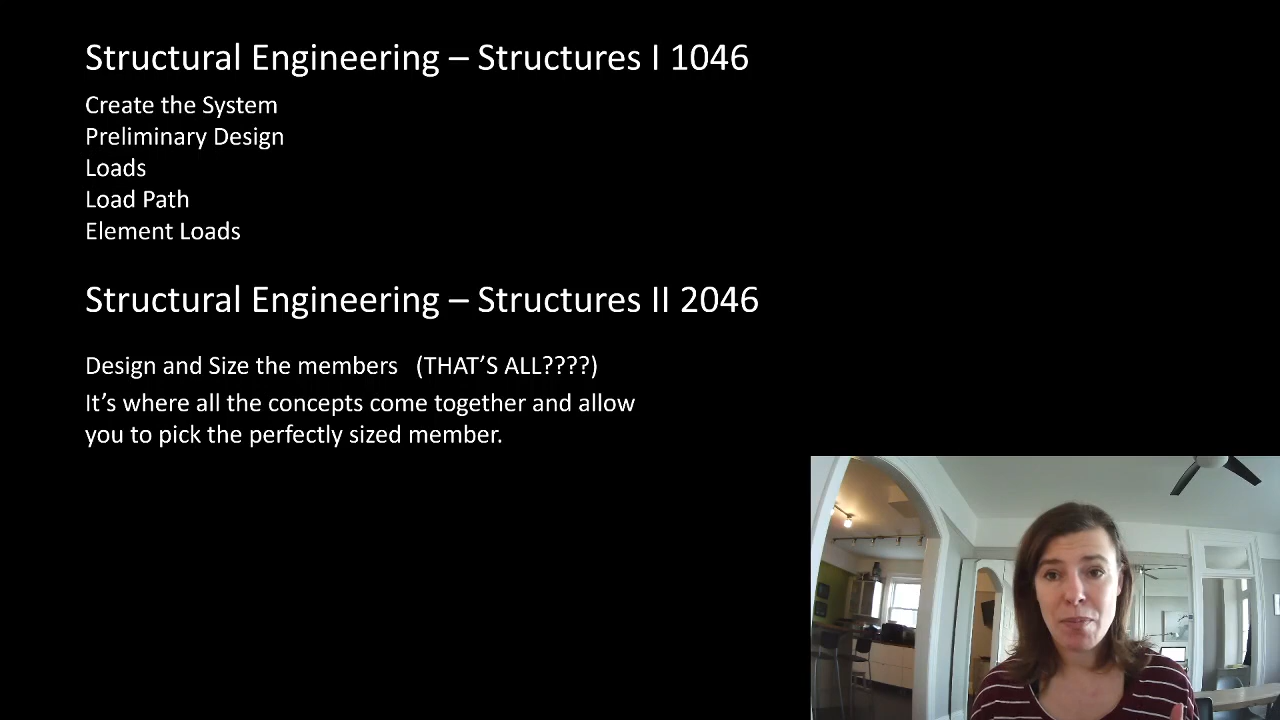 Structural Engineering – Structures I 1046
Create the System
Preliminary Design
Loads
Load Path
Element Loads
Structural Engineering – Structures II 2046
Design and Size the members (THAT’S ALL????)
It’s where all the concepts come together and allow
you to pick the perfectly sized member.